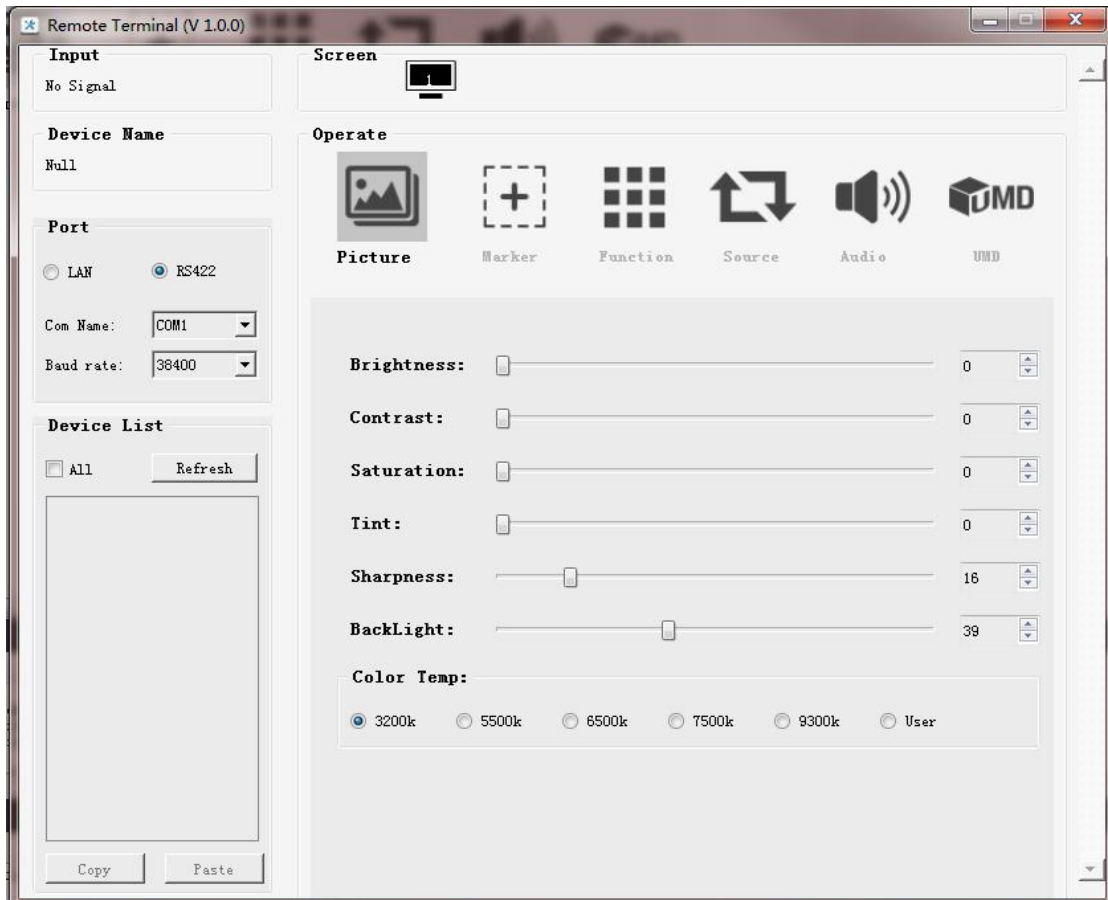 Remote Terminal (V 1.0.0)
Input
No Signal
Screen
1
Device Name
Null
Operate
UMD
Picture Marker Function Source Audio UMD
Port
LAN RS422
Com Name: COM1
Baud rate: 38400
Device List
All Refresh
Copy Paste
Brightness: 0
Contrast: 0
Saturation: 0
Tint: 0
Sharpness: 16
BackLight: 39
Color Temp:
3200k 5500k 6500k 7500k 9300k User